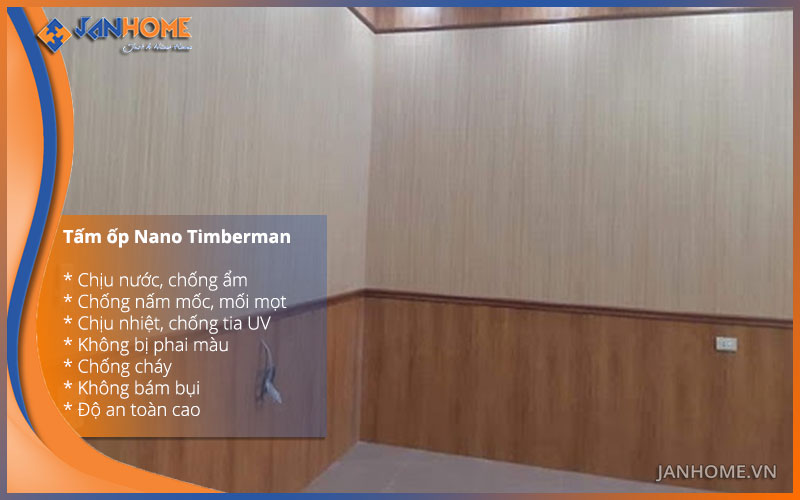 JANHOME
Tấm ốp Nano Timberman
* Chịu nước, chống ẩm
* Chống nấm mốc, mối mọt
* Chịu nhiệt, chống tia UV
* Không bị phai màu
* Chống cháy
* Không bám bụi
* Độ an toàn cao
JANHOME.VN